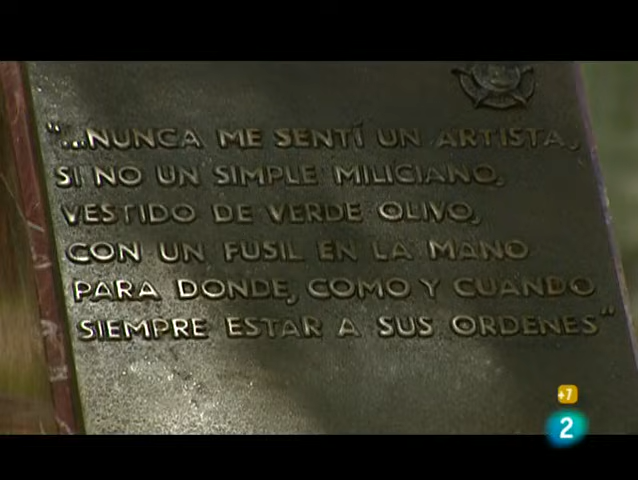 "...NUNCA ME SENTÍ UN ARTISTA,
SI NO UN SIMPLE MILICIANO,
VESTIDO DE VERDE OLIVO,
CON UN FUSIL EN LA MANO
PARA DONDE, COMO Y CUANDO
SIEMPRE ESTAR A SUS ORDENES"
+7
2